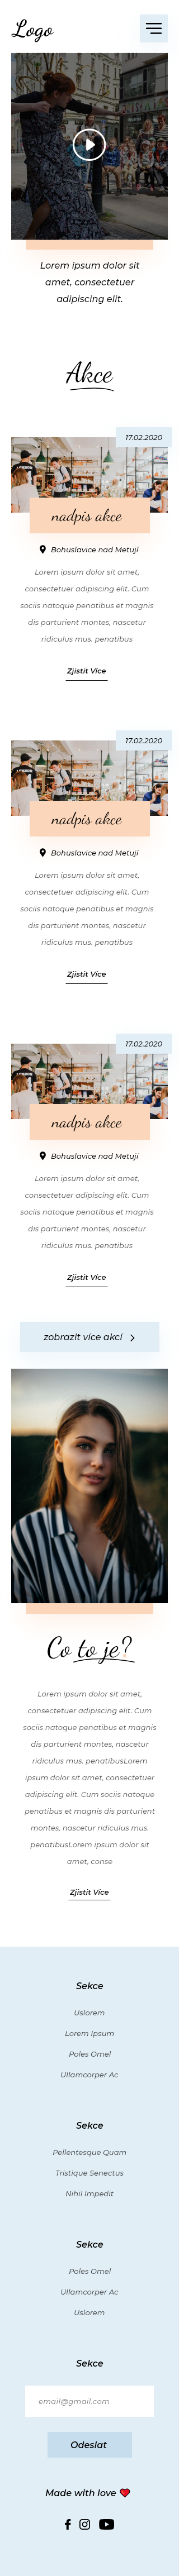 Logo
Lorem ipsum dolor sit
amet, consectetuer
adipiscing elit.
Akce
17.02.2020
nadpis akce
Bohuslavice nad Metují
Lorem ipsum dolor sit amet,
consectetuer adipiscing elit. Cum
sociis natoque penatibus et magnis
dis parturient montes, nascetur
ridiculus mus. penatibus
Zjistit Více
17.02.2020
nadpis akce
Bohuslavice nad Metují
Lorem ipsum dolor sit amet,
consectetuer adipiscing elit. Cum
sociis natoque penatibus et magnis
dis parturient montes, nascetur
ridiculus mus. penatibus
Zjistit Více
17.02.2020
nadpis akce
Bohuslavice nad Metují
Lorem ipsum dolor sit amet,
consectetuer adipiscing elit. Cum
sociis natoque penatibus et magnis
dis parturient montes, nascetur
ridiculus mus. penatibus
Zjistit Více
zobrazit více akcí
Co to je?
Lorem ipsum dolor sit amet,
consectetuer adipiscing elit. Cum
sociis natoque penatibus et magnis
dis parturient montes, nascetur
ridiculus mus. penatibusLorem
ipsum dolor sit amet, consectetuer
adipiscing elit. Cum sociis natoque
penatibus et magnis dis parturient
montes, nascetur ridiculus mus.
penatibusLorem ipsum dolor sit
amet, conse
Zjistit Více
Sekce
Uslorem
Lorem Ipsum
Poles Omel
Ullamcorper Ac
Sekce
Pellentesque Quam
Tristique Senectus
Nihil Impedit
Sekce
Poles Omel
Ullamcorper Ac
Uslorem
Sekce
email@gmail.com
Odeslat
Made with love